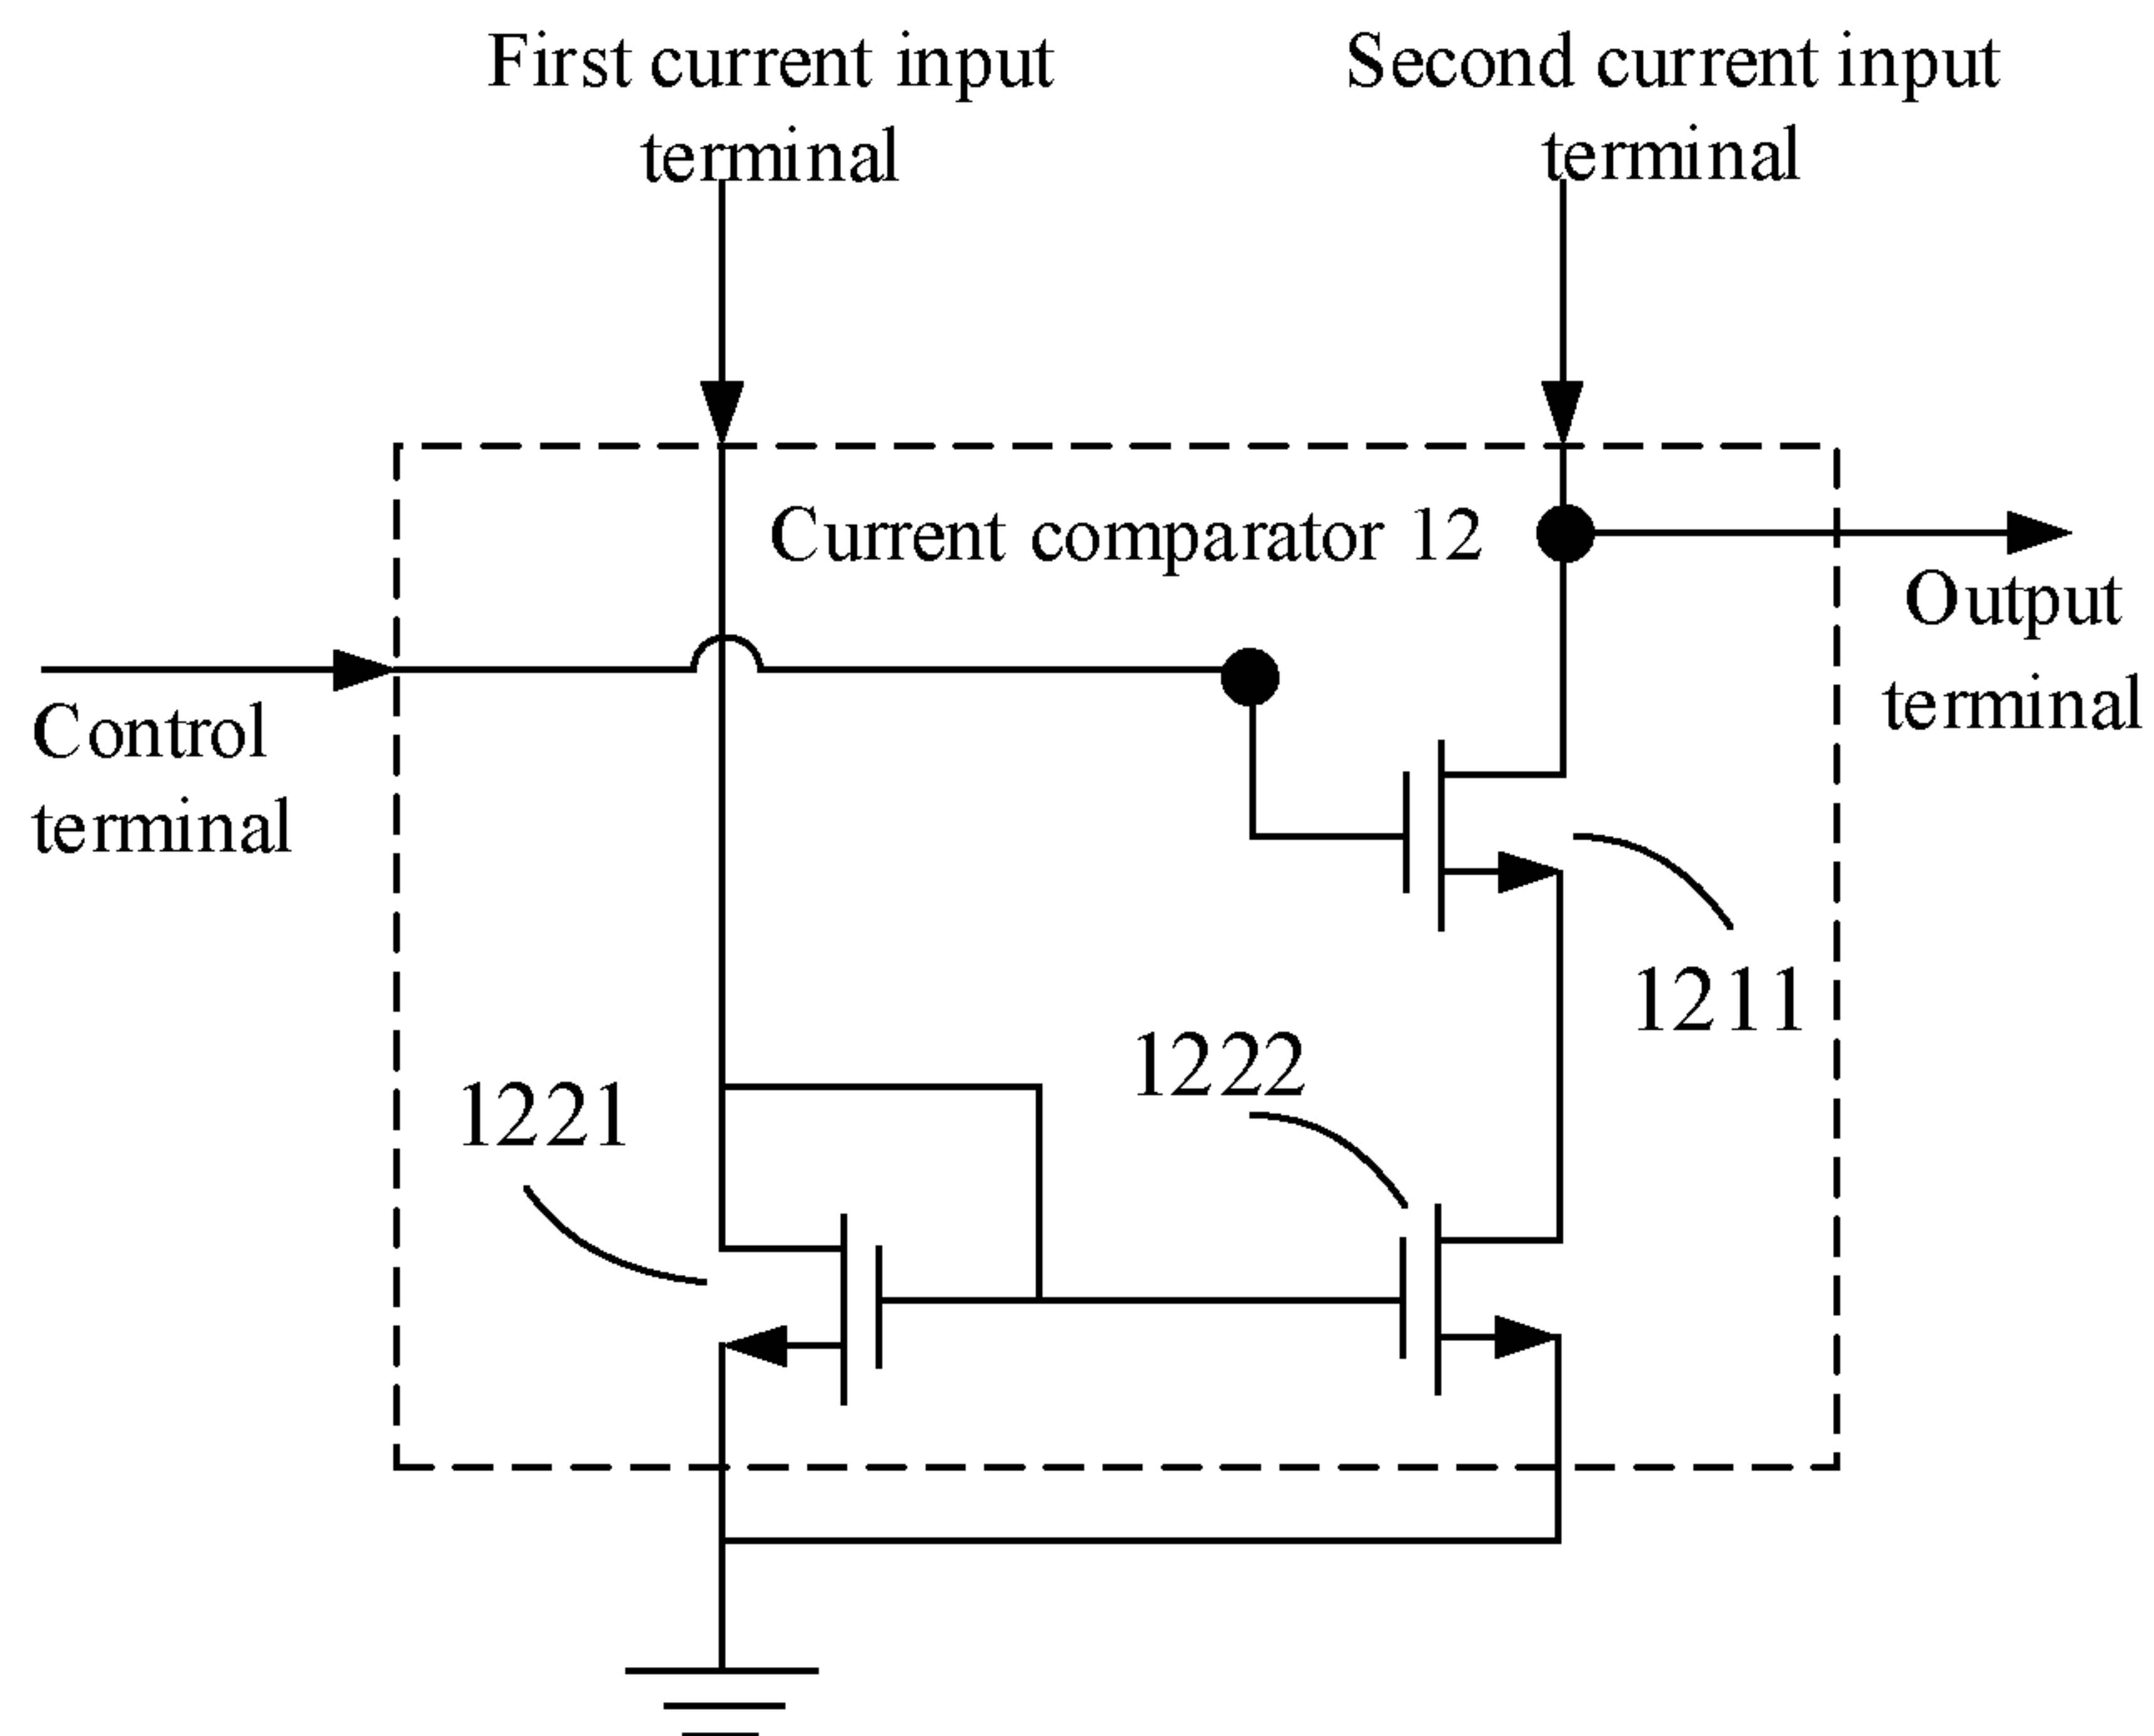 First current input
terminal
Second current input
terminal
Current comparator 12
Output
terminal
Control
terminal
1211
1222
1221